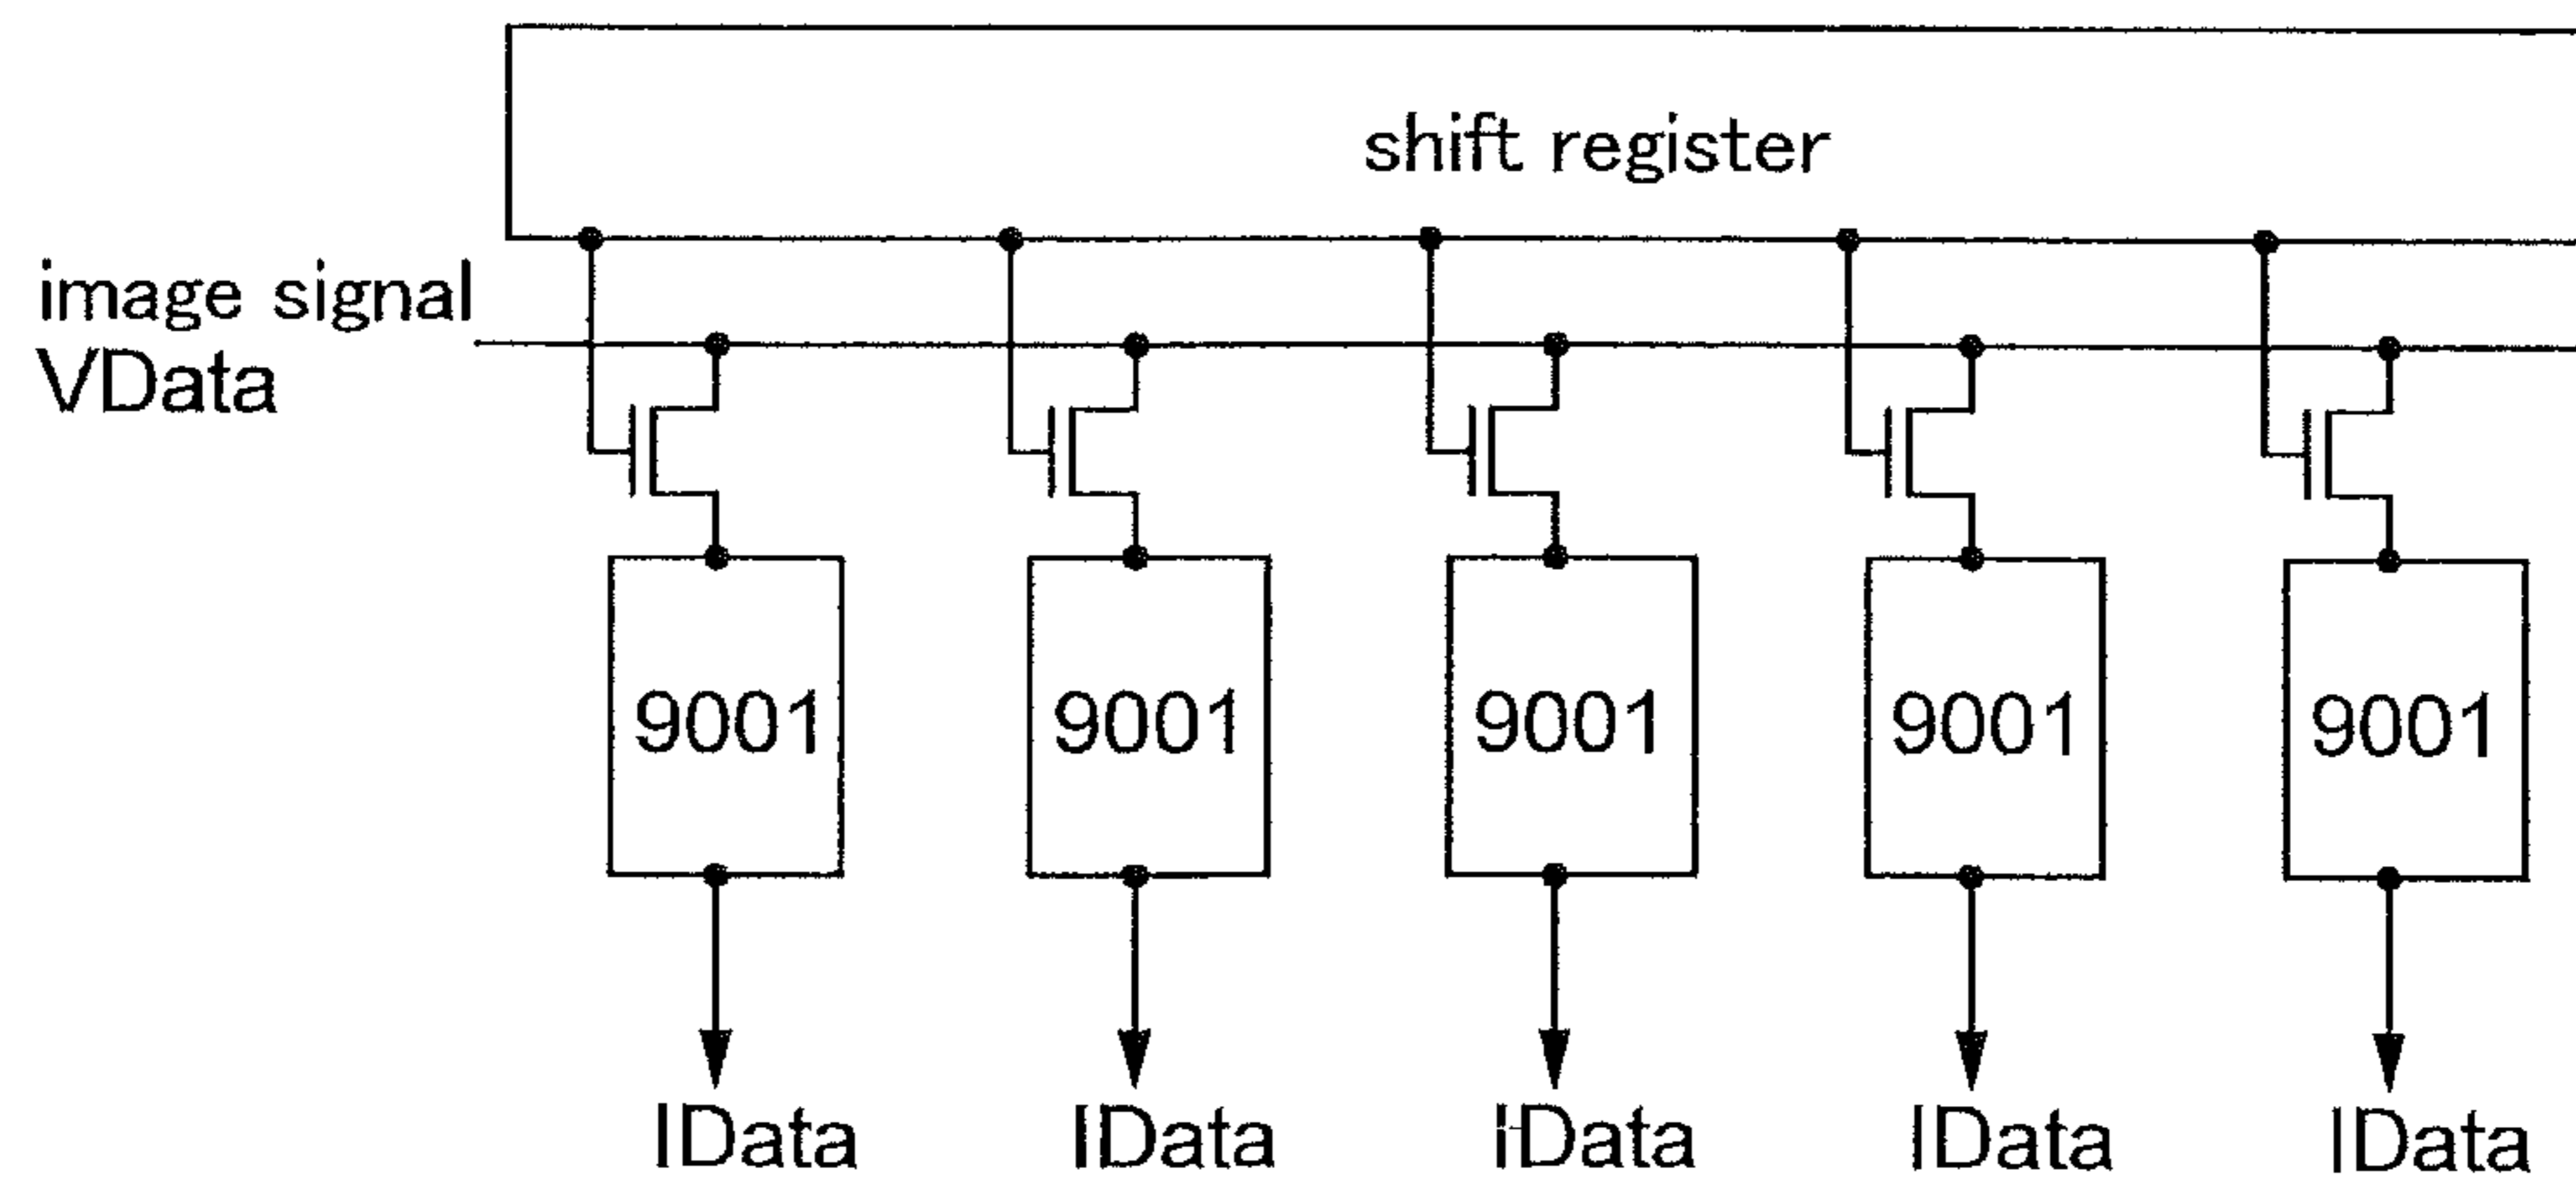 shift register
image signal
VData
9001 9001 9001 9001 9001
IData IData IData IData IData